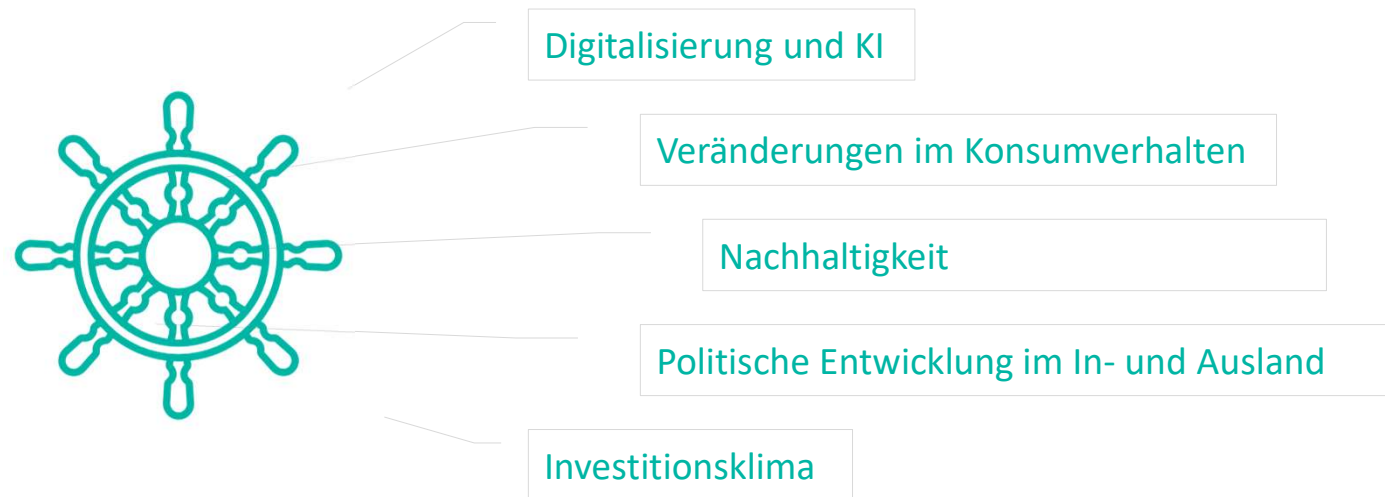 Digitalisierung und KI
Veränderungen im Konsumverhalten
Nachhaltigkeit
Politische Entwicklung im In- und Ausland
Investitionsklima